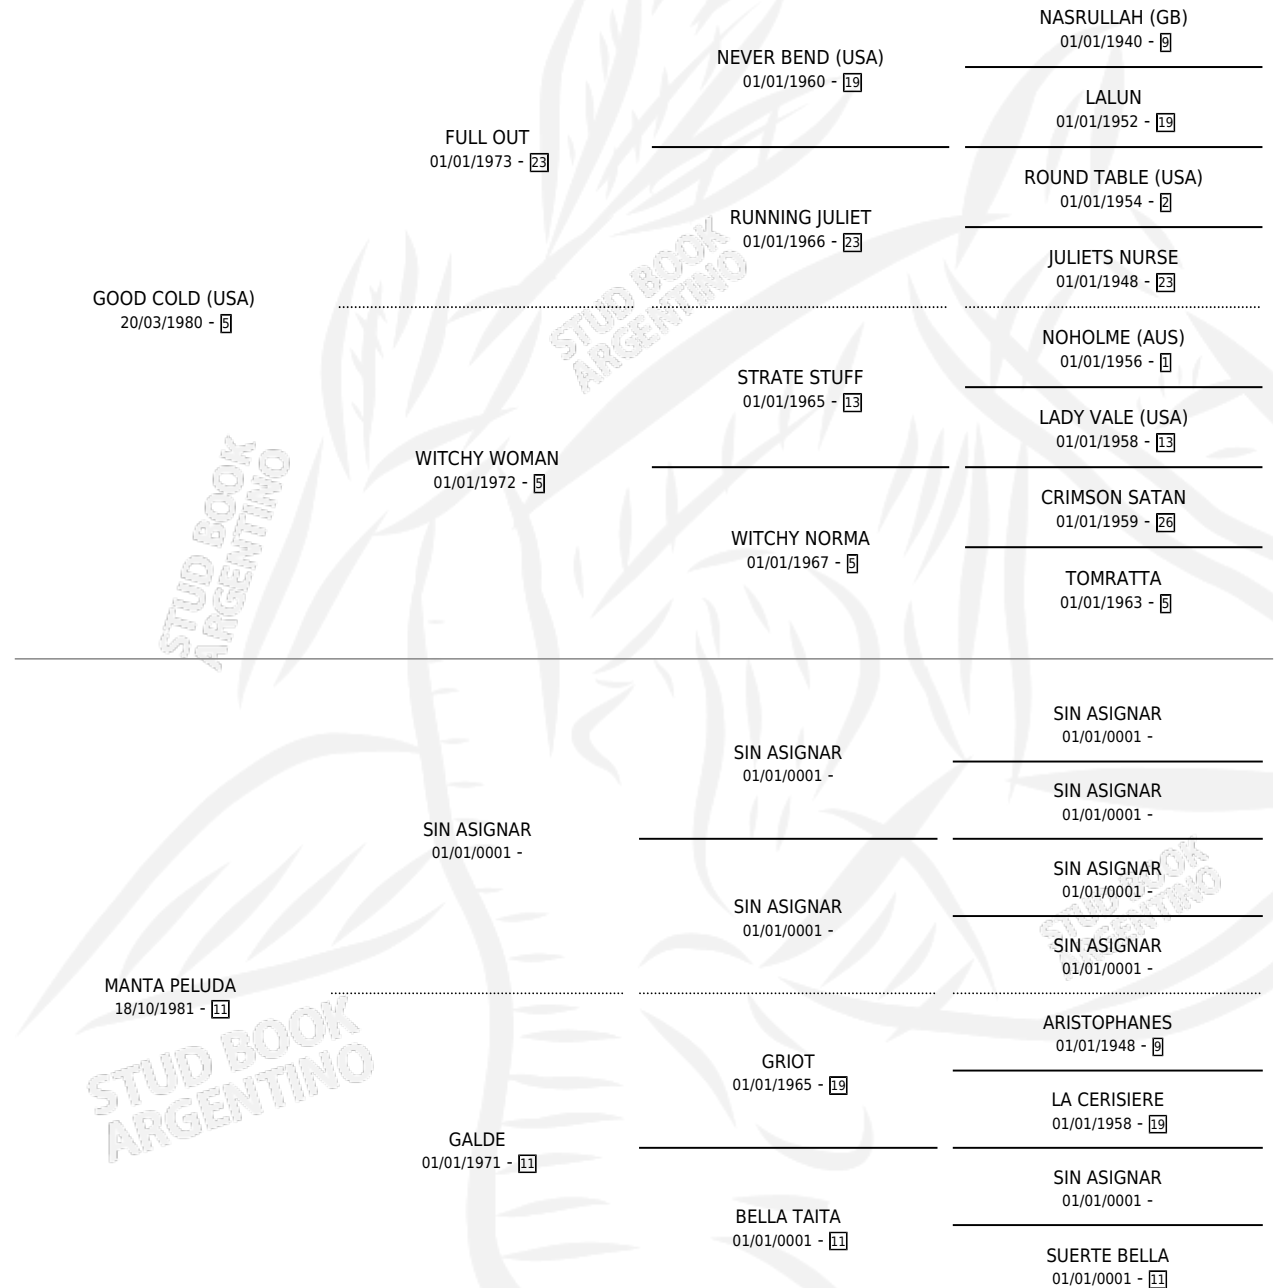 NASRULLAH (GB)
01/01/1940 - 9
NEVER BEND (USA)
01/01/1960 - 19
LALUN
01/01/1952 - 19
FULL OUT
01/01/1973 - 23
ROUND TABLE (USA)
01/01/1954 - 2
RUNNING JULIET
01/01/1966 - 23
JULIETS NURSE
01/01/1948 - 23
GOOD COLD (USA)
20/03/1980 - 5
NOHOLME (AUS)
01/01/1956 - 1
STRATE STUFF
01/01/1965 - 13
LADY VALE (USA)
01/01/1958 - 13
WITCHY WOMAN
01/01/1972 - 5
CRIMSON SATAN
01/01/1959 - 26
WITCHY NORMA
01/01/1967 - 5
TOMRATTA
01/01/1963 - 5
STUD BOOK
ARGENTINO
STUD BOOK
ARGENTINO
SIN ASIGNAR
01/01/0001 -
SIN ASIGNAR
01/01/0001 -
SIN ASIGNAR
01/01/0001 -
SIN ASIGNAR
01/01/0001 -
SIN ASIGNAR
01/01/0001 -
SIN ASIGNAR
01/01/0001 -
SIN ASIGNAR
01/01/0001 -
MANTA PELUDA
18/10/1981 - 11
ARISTOPHANES
01/01/1948 - 9
GRIOT
01/01/1965 - 19
LA CERISIERE
01/01/1958 - 19
GALDE
01/01/1971 - 11
SIN ASIGNAR
01/01/0001 -
BELLA TAITA
01/01/0001 - 11
SUERTE BELLA
01/01/0001 - 11
STUD BOOK
ARGENTINO
STUD BOOK
ARGENTINO